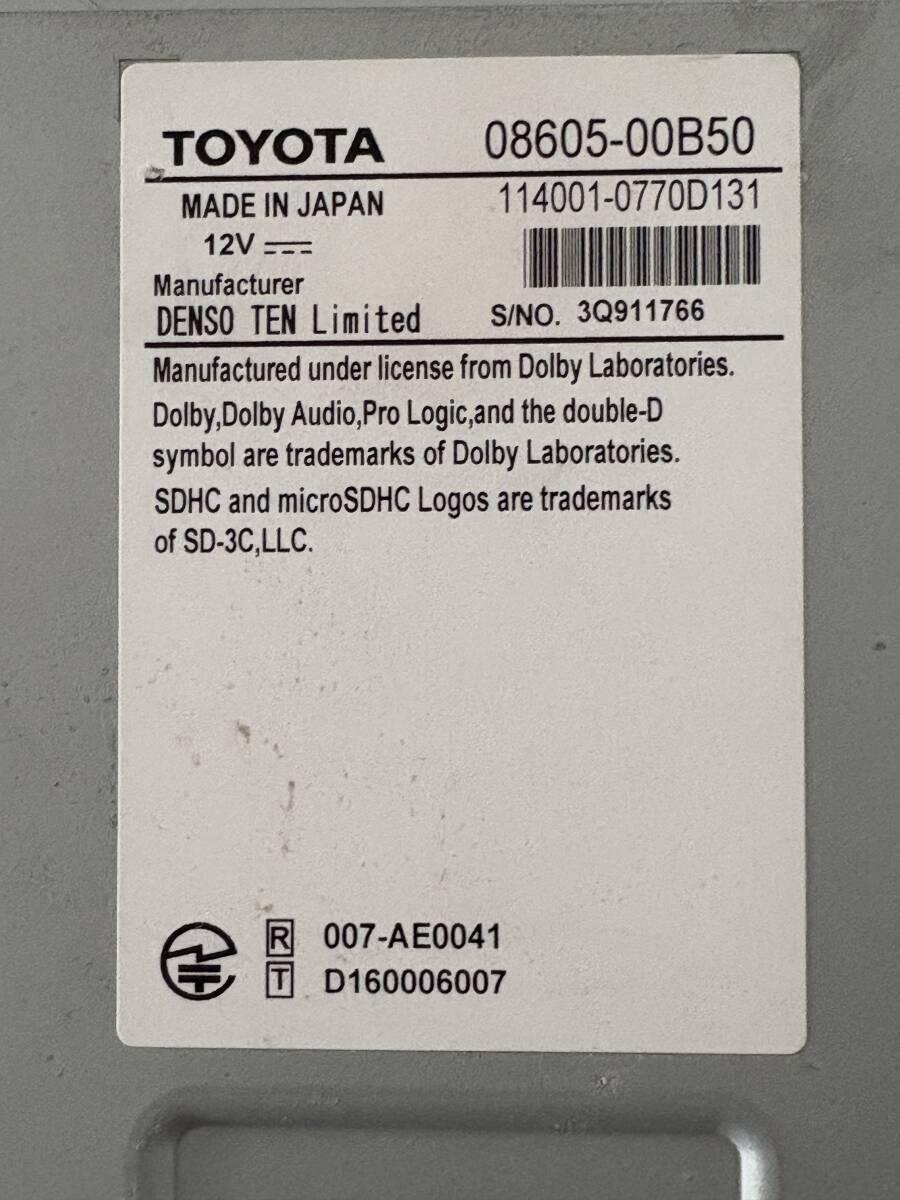 TOYOTA 08605-00B50
MADE IN JAPAN 114001-0770D131
12V
Manufacturer
DENSO TEN Limited S/NO. 3Q911766
Manufactured under license from Dolby Laboratories.
Dolby,Dolby Audio,Pro Logic,and the double-D
symbol are trademarks of Dolby Laboratories.
SDHC and microSDHC Logos are trademarks
of SD-3C,LLC.
R 007-AE0041
T D160006007